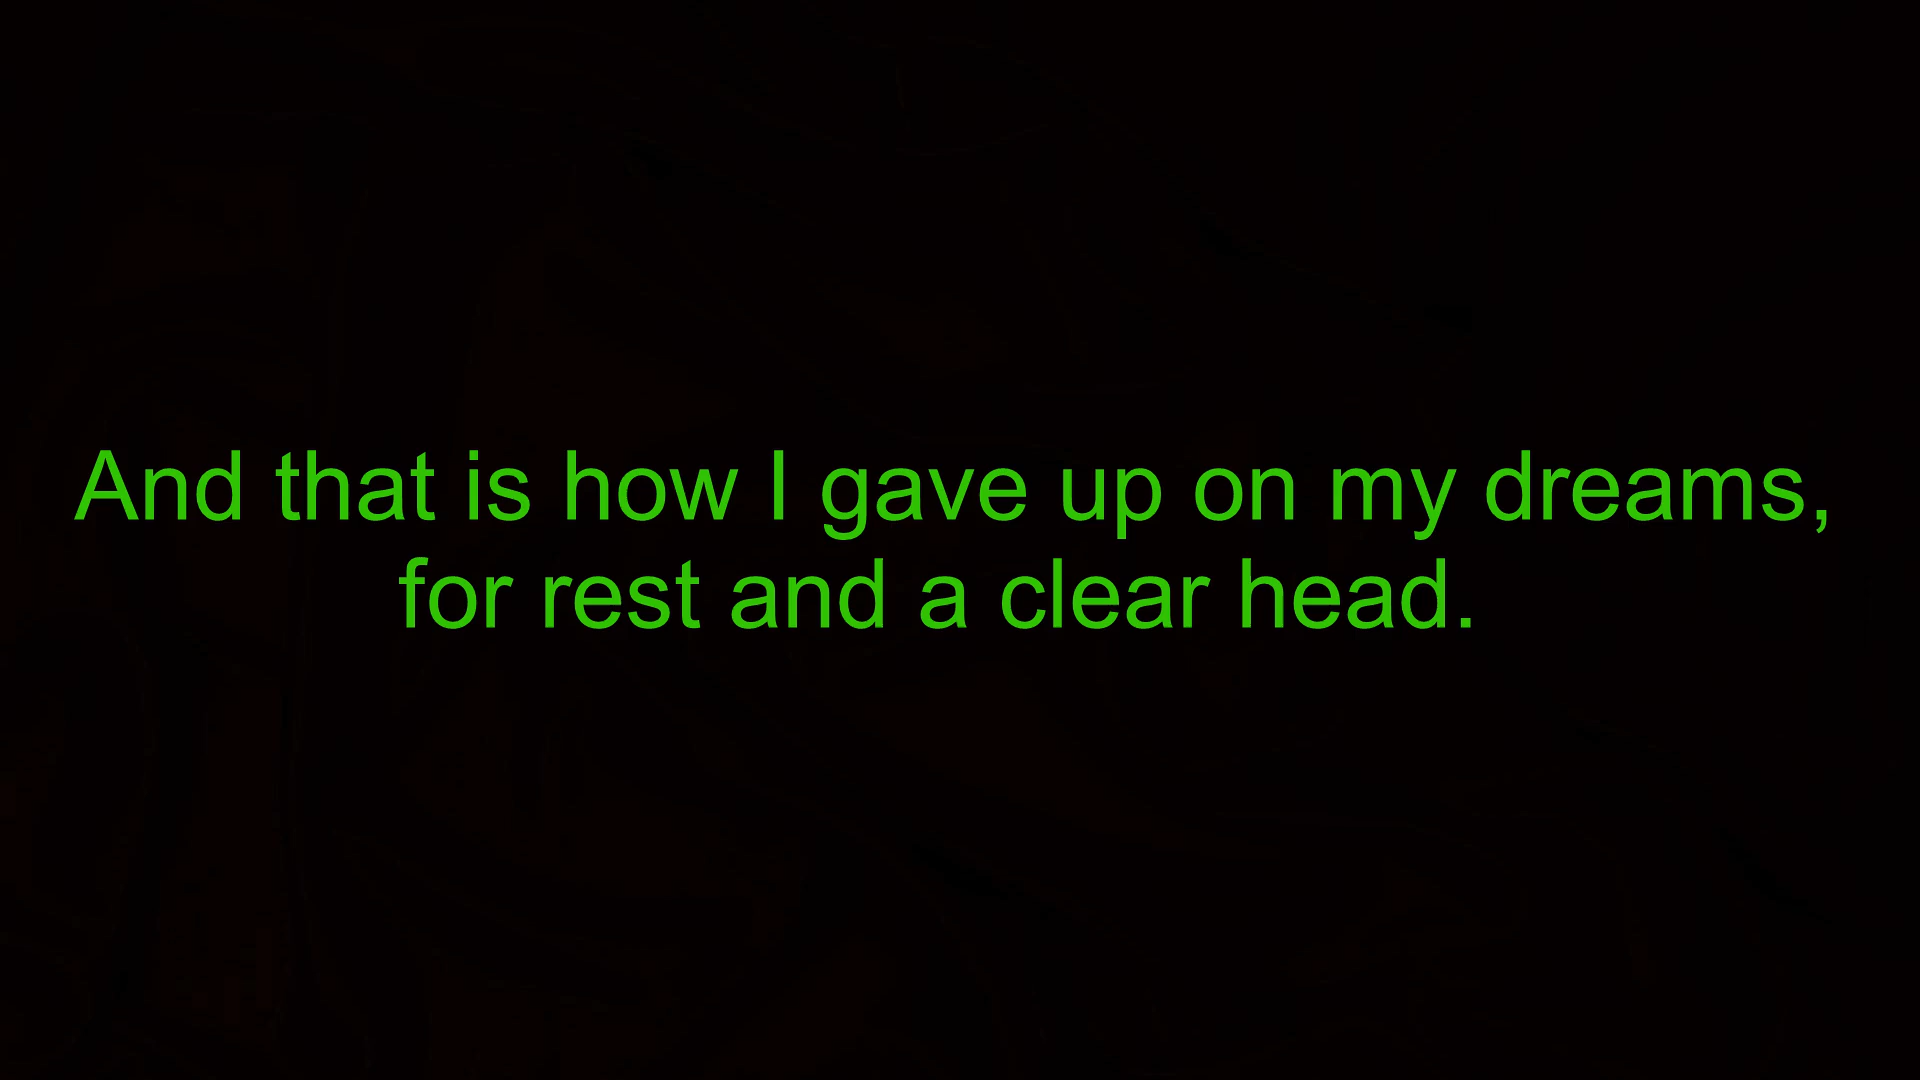 And that is how I gave up on my dreams,
for rest and a clear head.